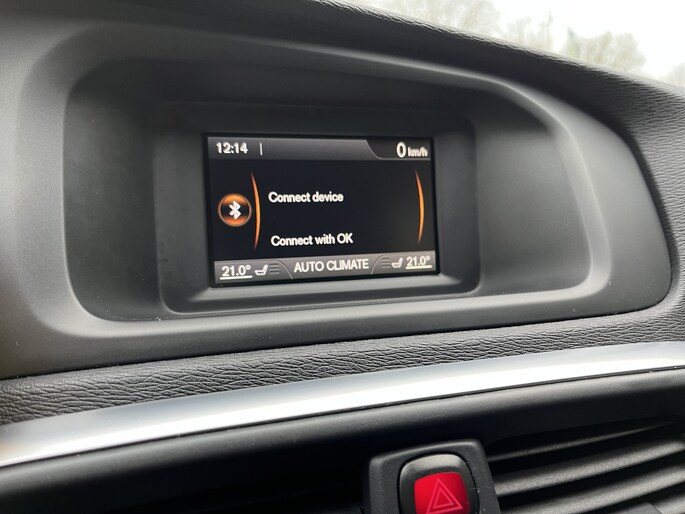 12:14
0 km/h
Connect device
Connect with OK
21.0° AUTO CLIMATE 21.0°